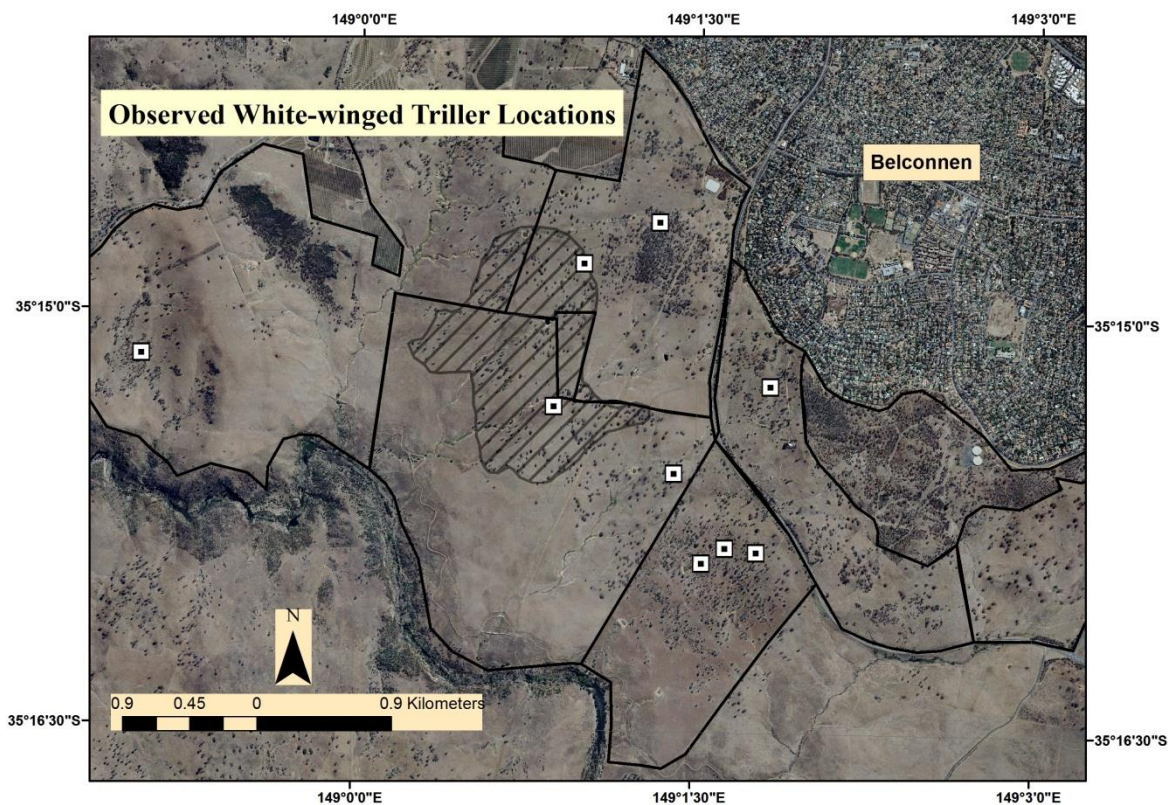 149°0'0"E 149°1'30"E 149°3'0"E
Observed White-winged Triller Locations
Belconnen
35°15'0"S
35°15'0"S
N
0.9 0.45 0 0.9 Kilometers
35°16'30"S
35°16'30"S
149°0'0"E 149°1'30"E 149°3'0"E